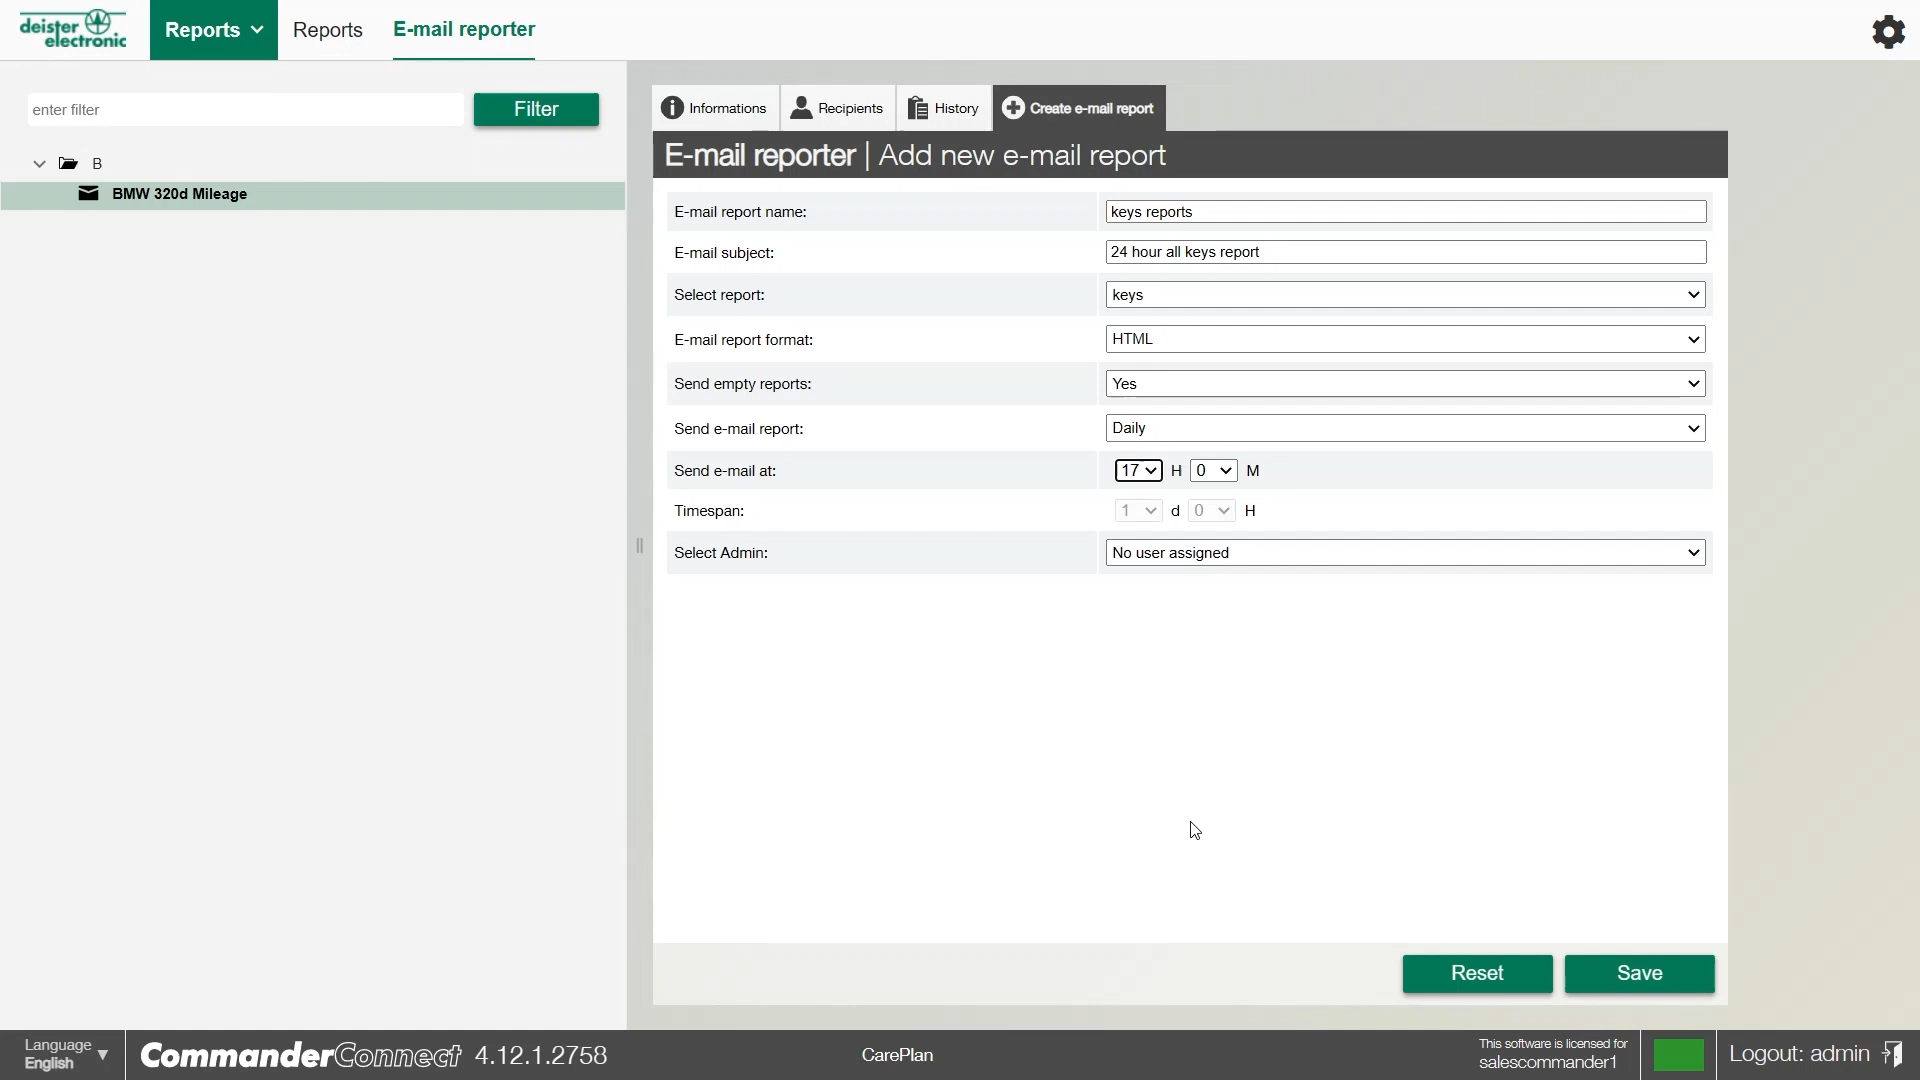 deister
electronic
Reports
Reports
E-mail reporter
enter filter
Filter
B
BMW 320d Mileage
Informations
Recipients
History
Create e-mail report
E-mail reporter | Add new e-mail report
E-mail report name:
keys reports
E-mail subject:
24 hour all keys report
Select report:
keys
E-mail report format:
HTML
Send empty reports:
Yes
Send e-mail report:
Daily
Send e-mail at:
17 H 0 M
Timespan:
1 d 0 H
Select Admin:
No user assigned
Reset
Save
Language
English
CommanderConnect 4.12.1.2758
CarePlan
This software is licensed for
salescommander1
Logout: admin